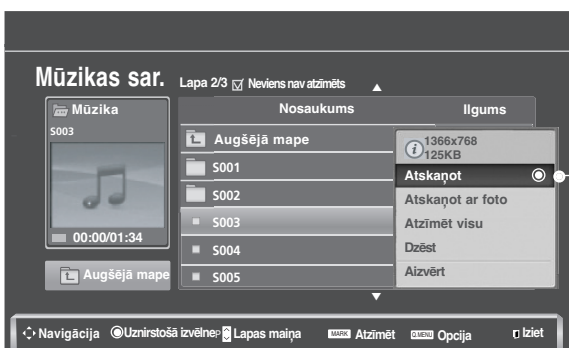 Mūzikas sar.
Lapa 2/3 Neviens nav atzīmēts
Mūzika
S003
00:00/01:34
Augšējā mape
Nosaukums
Ilgums
Augšējā mape
S001
S002
S003
S004
S005
1366x768
125KB
Atskaņot
Atskaņot ar foto
Atzīmēt visu
Dzēst
Aizvērt
Navigācija Uznirstošā izvēlne P Lapas maiņa MARK Atzīmēt Q.MENU Opcija Iziet